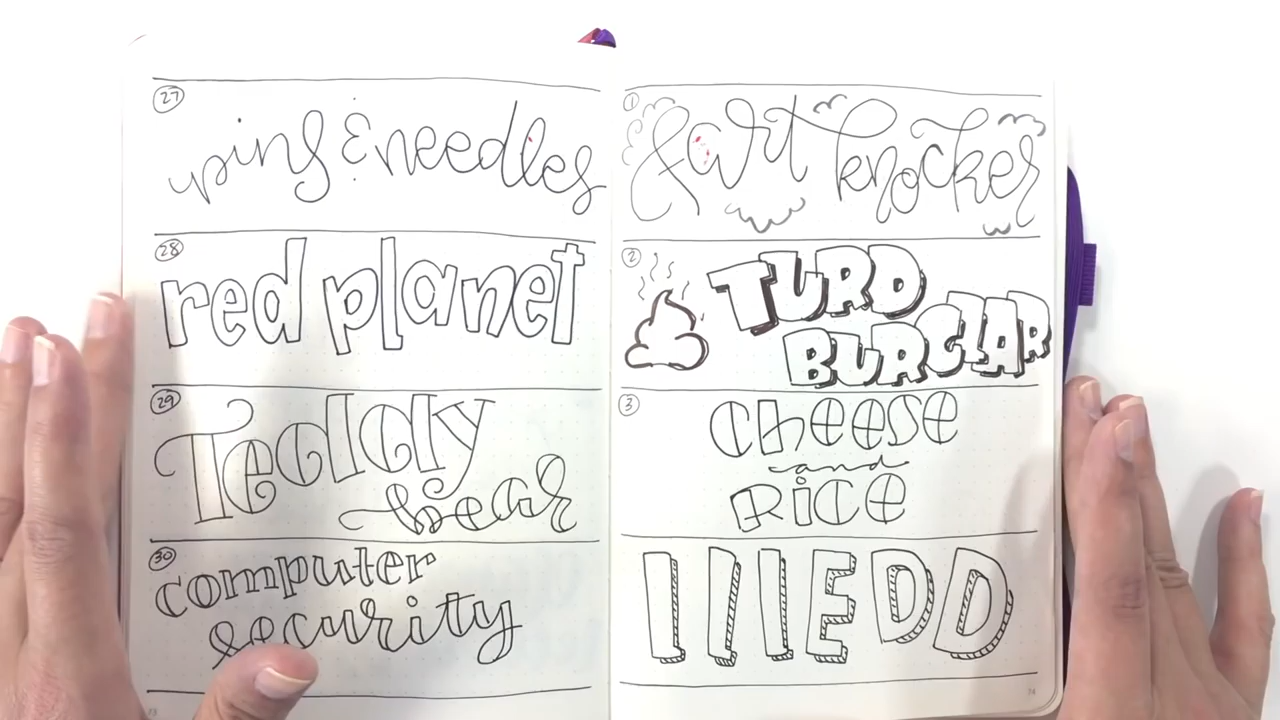 27
pins & needles
28
red planet
29
Teddy
bear
30
computer
security
1
fart knocker
2
TURD
BURGLAR
3
cheese
and
RiCE
IIIEDD